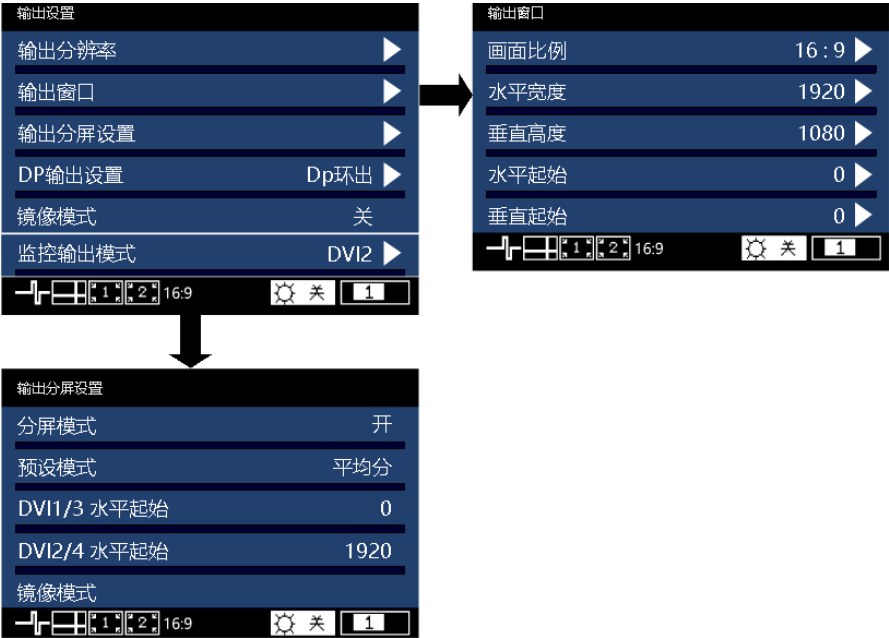 输出设置
输出分辨率
输出窗口
输出分屏设置
DP输出设置 Dp环出
镜像模式 关
监控输出模式 DVI2
1 2 16:9 关 1
输出窗口
画面比例 16:9
水平宽度 1920
垂直高度 1080
水平起始 0
垂直起始 0
1 2 16:9 关 1
输出分屏设置
分屏模式 开
预设模式 平均分
DVI1/3 水平起始 0
DVI2/4 水平起始 1920
镜像模式
1 2 16:9 关 1